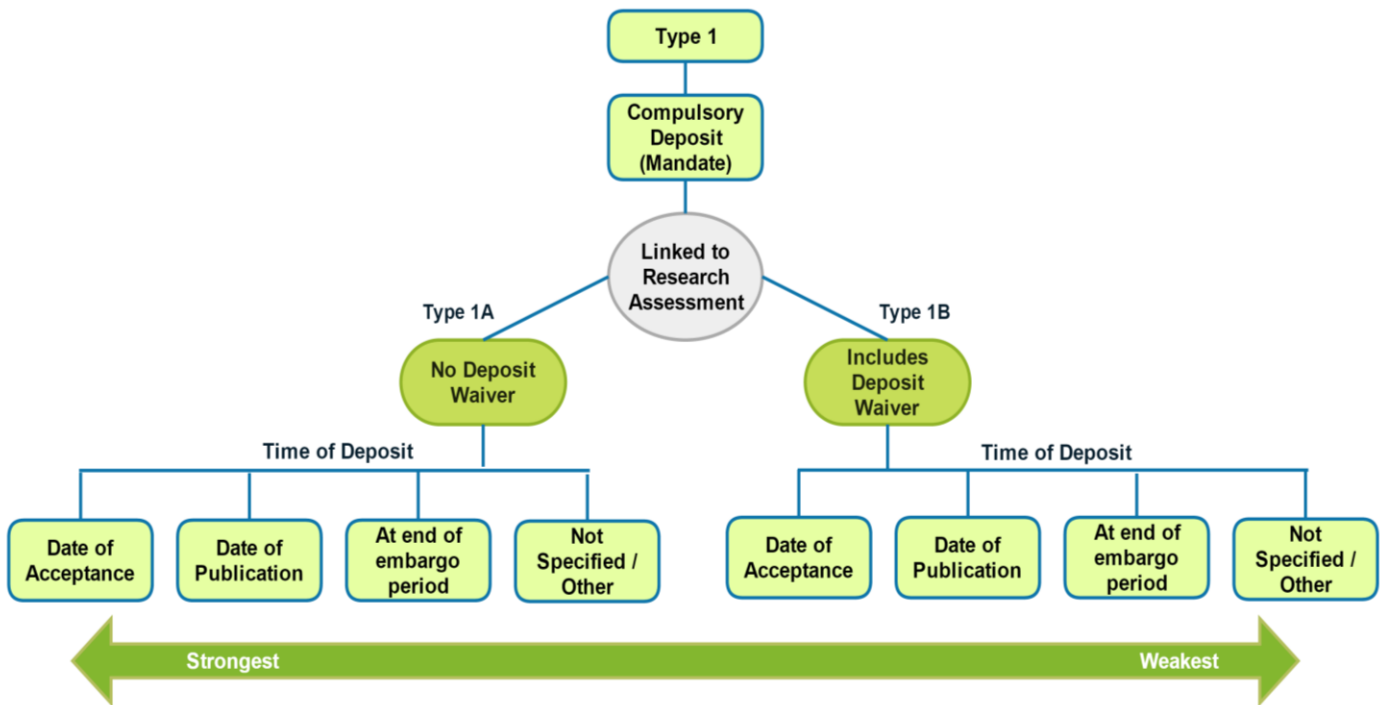 Type 1
Compulsory
Deposit
(Mandate)
Linked to
Research
Assessment
Type 1A
Type 1B
No Deposit
Waiver
Includes
Deposit
Waiver
Time of Deposit
Time of Deposit
Date of
Acceptance
Date of
Publication
At end of
embargo
period
Not
Specified /
Other
Date of
Acceptance
Date of
Publication
At end of
embargo
period
Not
Specified /
Other
Strongest
Weakest